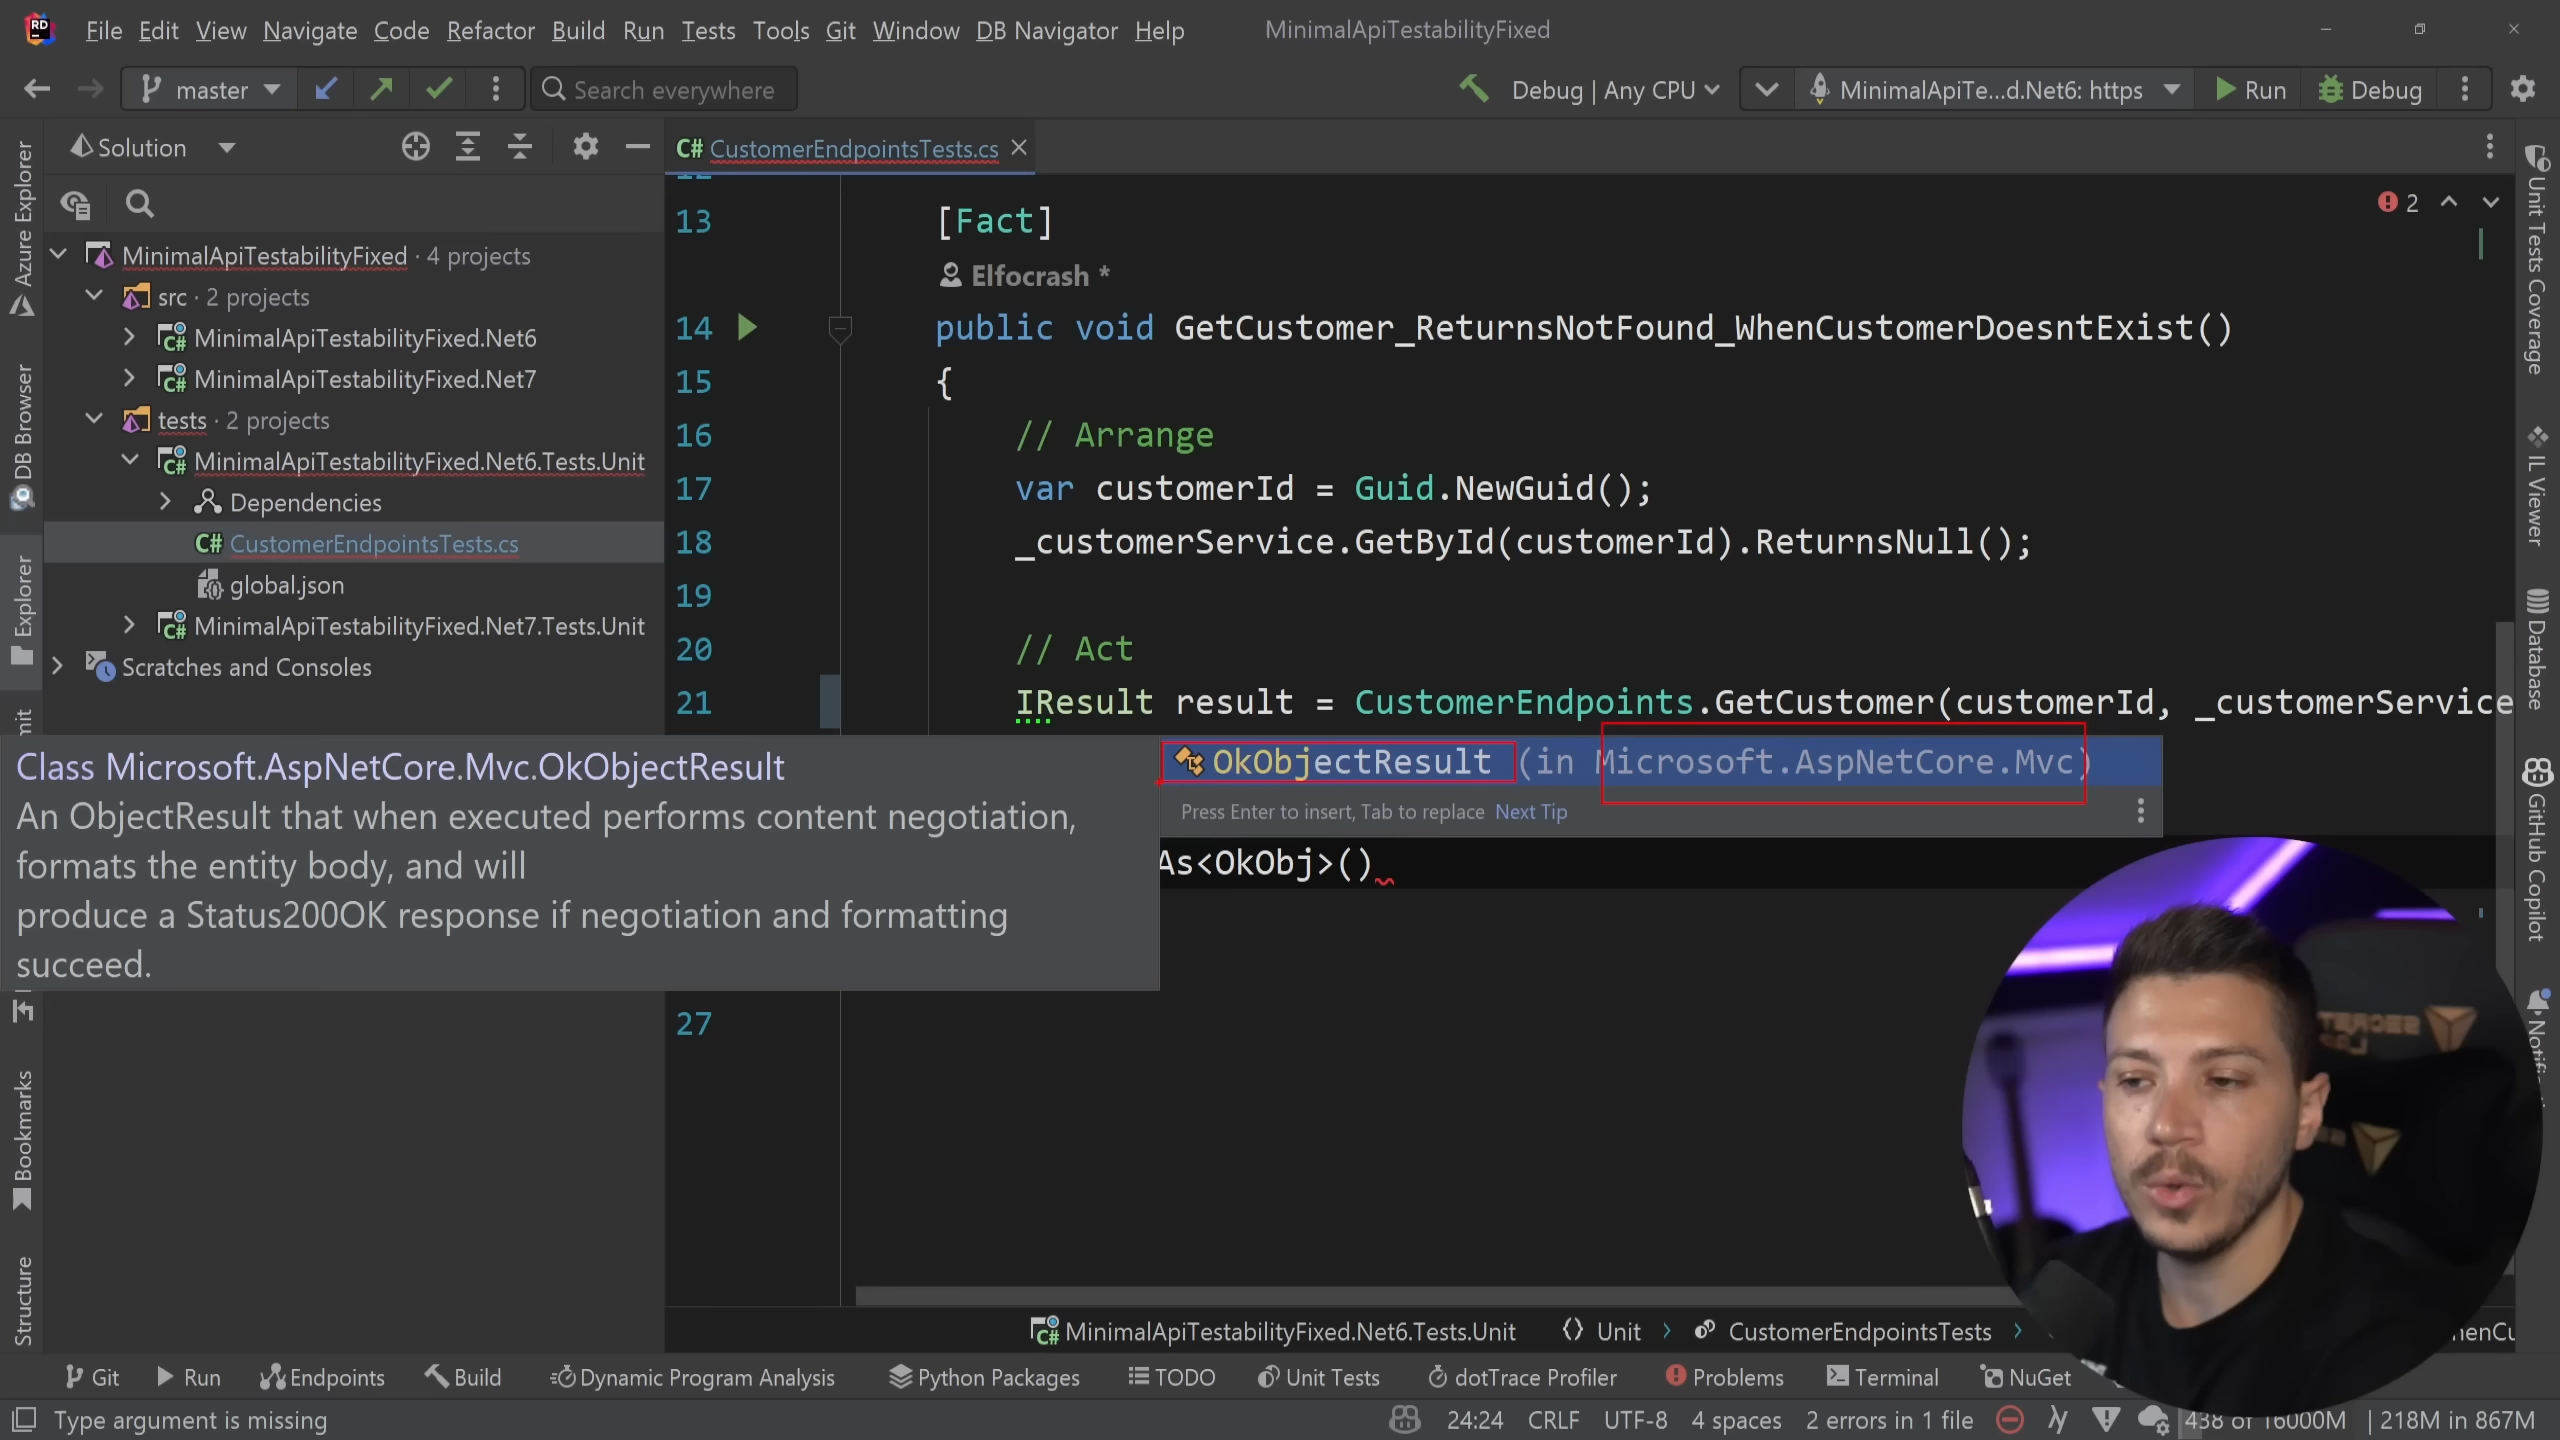 RD File Edit View Navigate Code Refactor Build Run Tests Tools Git Window DB Navigator Help MinimalApiTestabilityFixed
master Search everywhere Debug | Any CPU MinimalApiTe...d.Net6: https Run Debug
Solution
C# CustomerEndpointsTests.cs
MinimalApiTestabilityFixed · 4 projects
src · 2 projects
MinimalApiTestabilityFixed.Net6
MinimalApiTestabilityFixed.Net7
tests · 2 projects
MinimalApiTestabilityFixed.Net6.Tests.Unit
Dependencies
C# CustomerEndpointsTests.cs
global.json
MinimalApiTestabilityFixed.Net7.Tests.Unit
Scratches and Consoles
Azure Explorer
DB Browser
Explorer
Bookmarks
Structure
2
13 [Fact]
Elfocrash *
14 public void GetCustomer_ReturnsNotFound_WhenCustomerDoesntExist()
15 {
16 // Arrange
17 var customerId = Guid.NewGuid();
18 _customerService.GetById(customerId).ReturnsNull();
19
20 // Act
21 IResult result = CustomerEndpoints.GetCustomer(customerId, _customerService
OkObjectResult (in Microsoft.AspNetCore.Mvc)
Press Enter to insert, Tab to replace Next Tip
As<OkObj>()
27
Class Microsoft.AspNetCore.Mvc.OkObjectResult
An ObjectResult that when executed performs content negotiation,
formats the entity body, and will
produce a Status200OK response if negotiation and formatting
succeed.
Unit Tests Coverage
IL Viewer
Database
GitHub Copilot
MinimalApiTestabilityFixed.Net6.Tests.Unit Unit CustomerEndpointsTests
Git Run Endpoints Build Dynamic Program Analysis Python Packages TODO Unit Tests dotTrace Profiler Problems Terminal NuGet
Type argument is missing 24:24 CRLF UTF-8 4 spaces 2 errors in 1 file 438 of 16000M | 218M in 867M